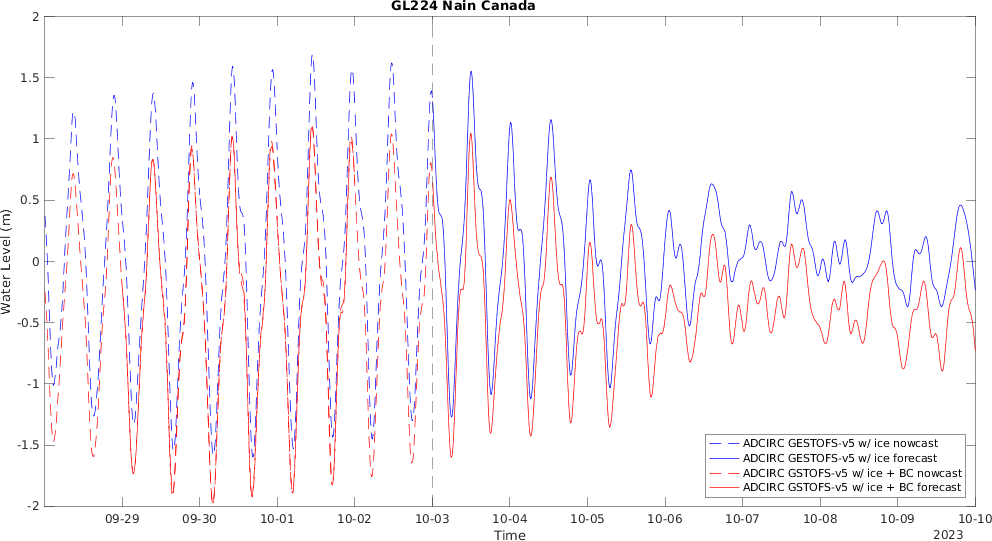 GL224 Nain Canada
2
1.5
1
0.5
0
-0.5
-1
-1.5
-2
Water Level (m)
ADCIRC GESTOFS-v5 w/ ice nowcast
ADCIRC GESTOFS-v5 w/ ice forecast
ADCIRC GSTOFS-v5 w/ ice + BC nowcast
ADCIRC GSTOFS-v5 w/ ice + BC forecast
09-29 09-30 10-01 10-02 10-03 10-04 10-05 10-06 10-07 10-08 10-09 10-10
Time
2023